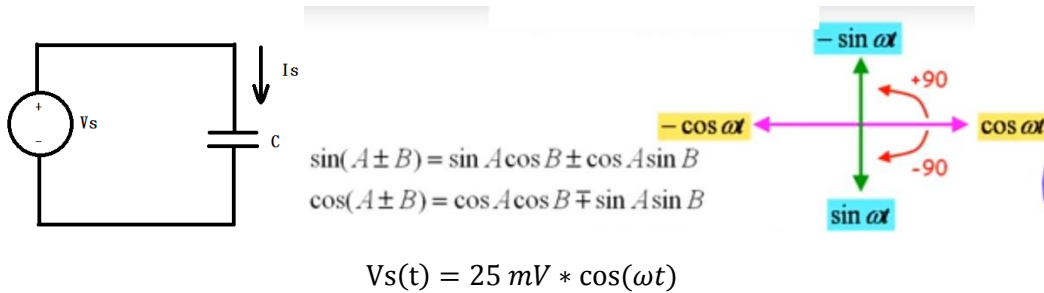 +
Vs
-
Is
C
sin(A ± B) = sin A cos B ± cos A sin B
cos(A ± B) = cos A cos B ∓ sin A sin B
− sin ωt
+90
− cos ωt
cos ωt
-90
sin ωt
Vs(t) = 25 mV * cos(ωt)